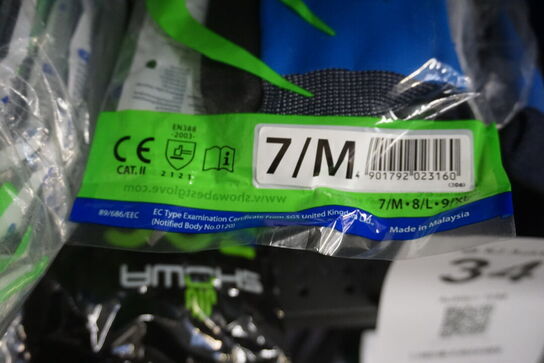 EN388
-2003-
CE
CAT. II
2121
i
7/M
4 901792 023160
7/M•8/L•9/XL
www.showabestglove.com
89/686/EEC
EC Type Examination Certificate From SGS United Kingdom Ltd.
(Notified Body No.0120)
Made in Malaysia
SHOWA
34